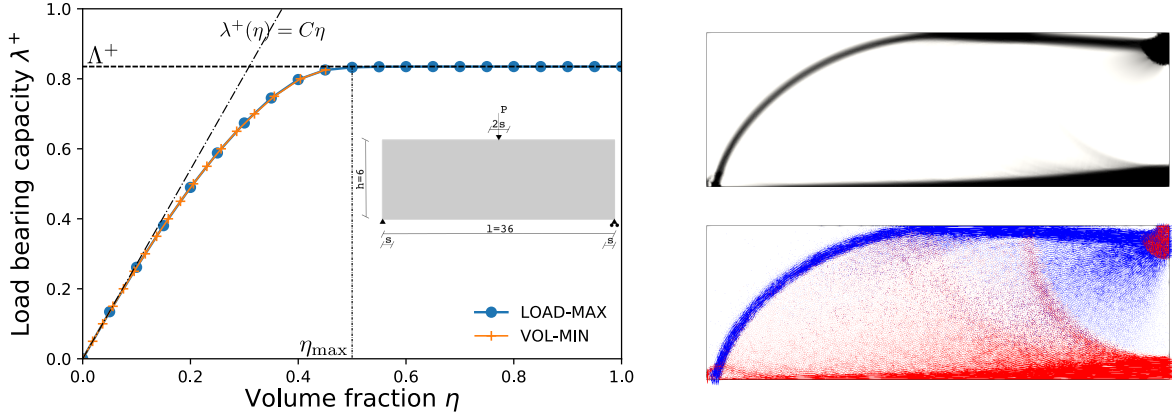 λ⁺(η) = Cη
Λ⁺
Load bearing capacity λ⁺
1.0
0.8
0.6
0.4
0.2
0.0
P
2s
h=6
l=36
s
s
LOAD-MAX
VOL-MIN
ηmax
0.0 0.2 0.4 0.6 0.8 1.0
Volume fraction η